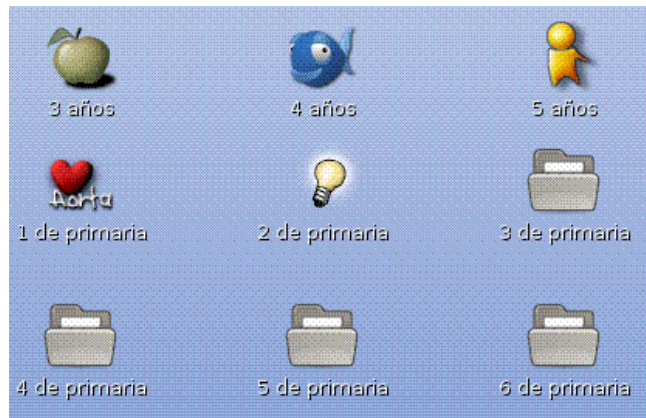 3 años
4 años
5 años
Aorta
1 de primaria
2 de primaria
3 de primaria
4 de primaria
5 de primaria
6 de primaria